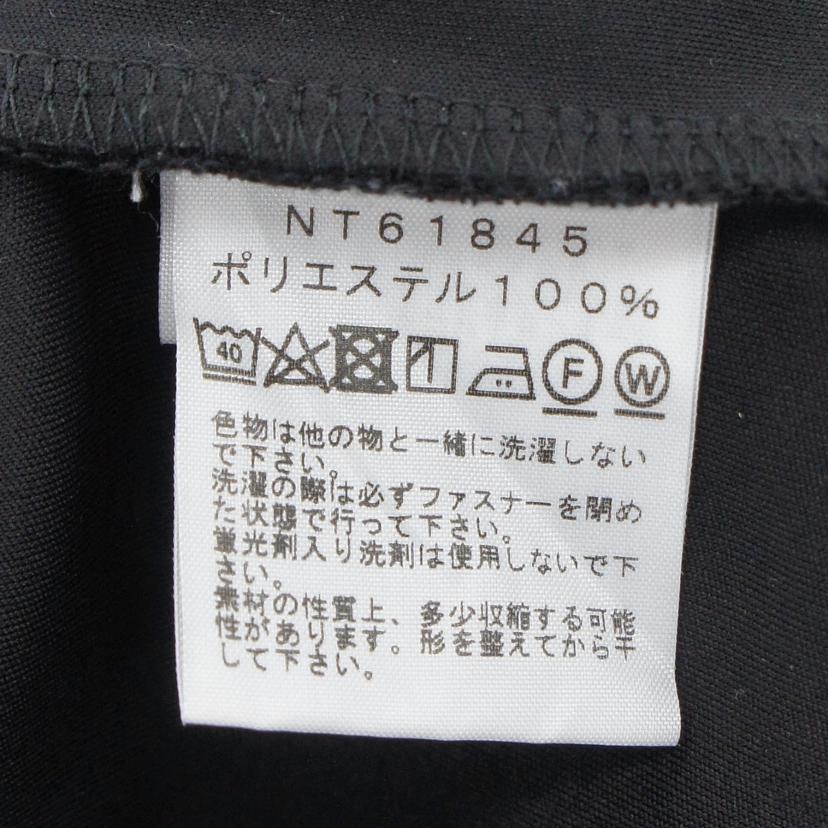 NT61845
ポリエステル100%
40 F W
色物は他の物と一緒に洗濯しない
で下さい。
洗濯の際は必ずファスナーを閉め
た状態で行って下さい。
蛍光剤入り洗剤は使用しないで下
さい。
素材の性質上、多少収縮する可能
性があります。形を整えてから干
して下さい。